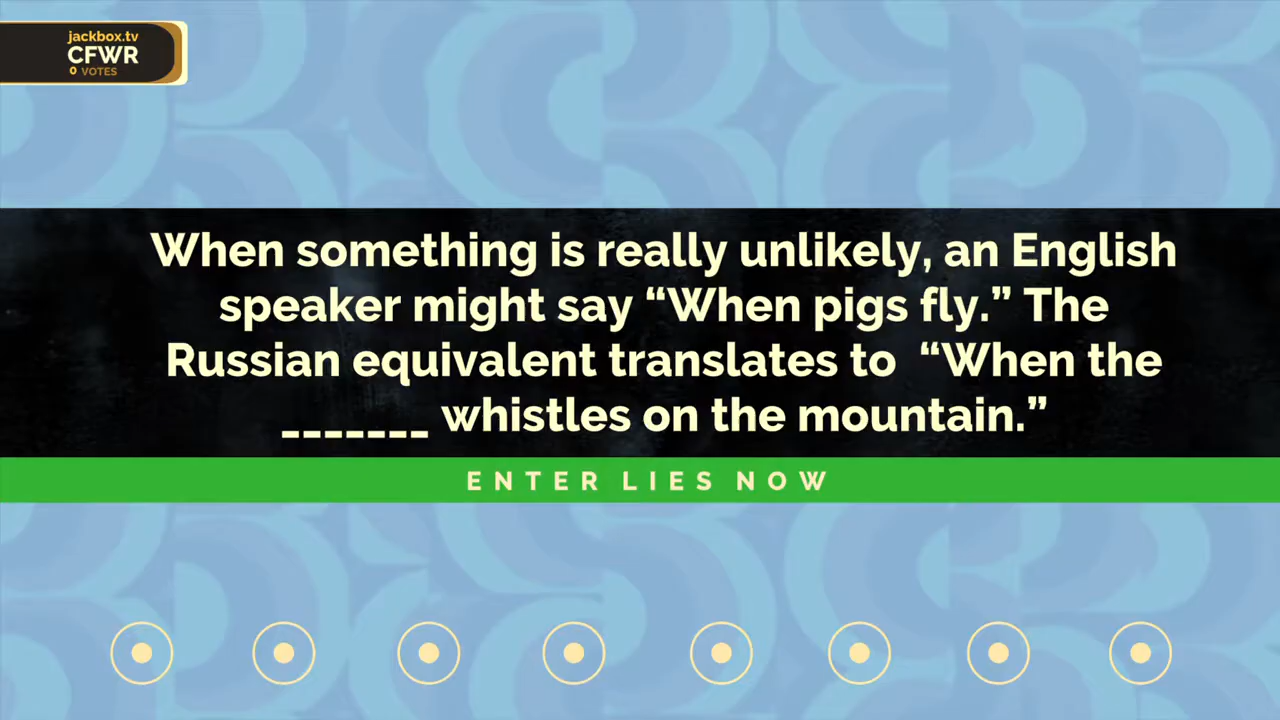 jackbox.tv
CFWR
0 VOTES
When something is really unlikely, an English
speaker might say “When pigs fly.” The
Russian equivalent translates to “When the
_______ whistles on the mountain.”
ENTER LIES NOW